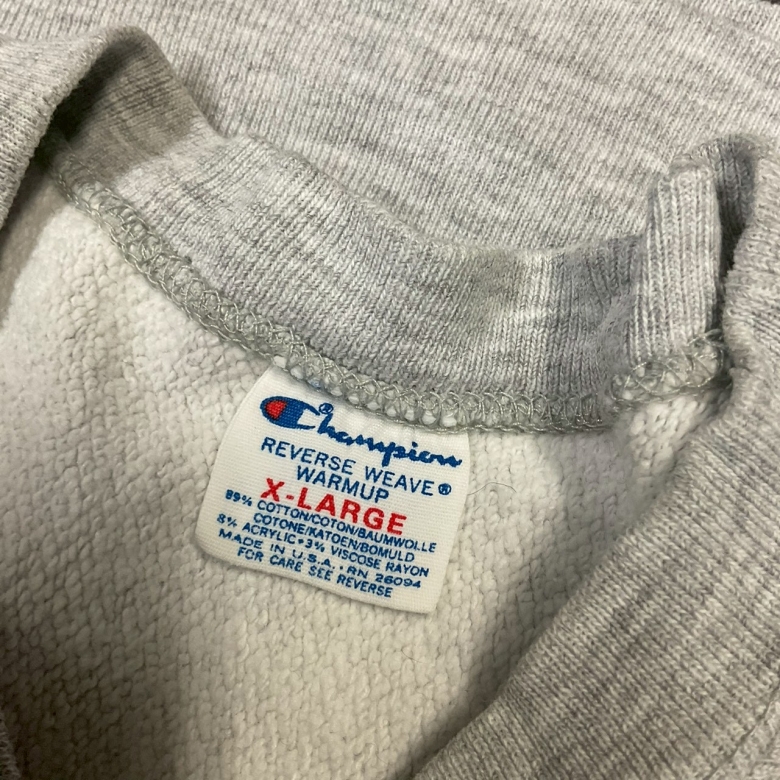 Champion®
REVERSE WEAVE®
WARMUP
X-LARGE
89% COTTON/COTON/BAUMWOLLE
COTONE/KATOEN/BOMULD
8% ACRYLIC•3% VISCOSE RAYON
MADE IN U.S.A. • RN 26094
FOR CARE SEE REVERSE